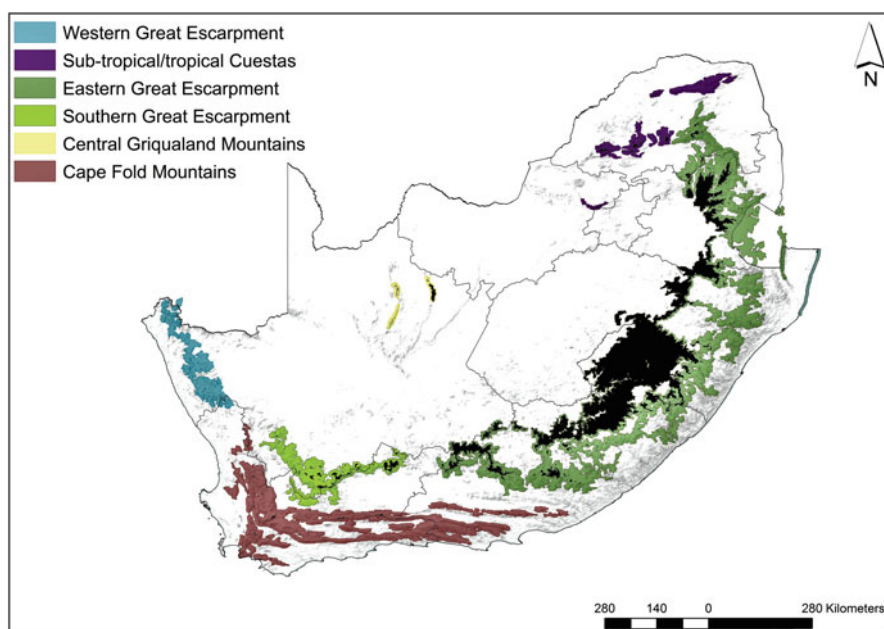 Western Great Escarpment
Sub-tropical/tropical Cuestas
Eastern Great Escarpment
Southern Great Escarpment
Central Griqualand Mountains
Cape Fold Mountains
N
280 140 0 280 Kilometers